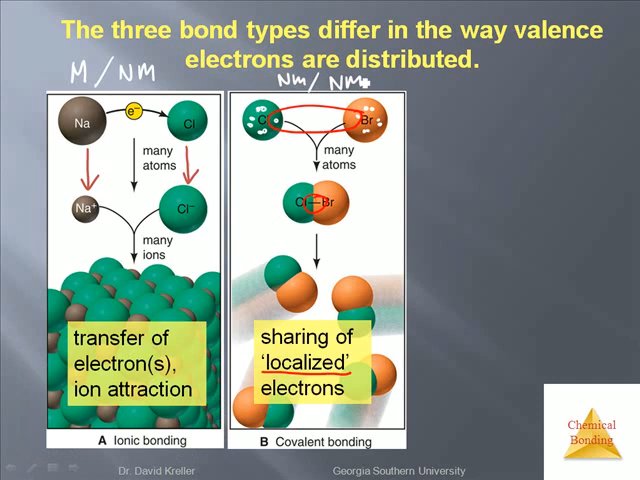 The three bond types differ in the way valence
electrons are distributed.
M / NM
Na
e⁻
Cl
many
atoms
Na⁺
Cl⁻
many
ions
transfer of
electron(s),
ion attraction
A Ionic bonding
NM / NM
Cl
Br
many
atoms
Cl—Br
sharing of
'localized'
electrons
B Covalent bonding
Chemical
Bonding
Dr. David Kreller
Georgia Southern University